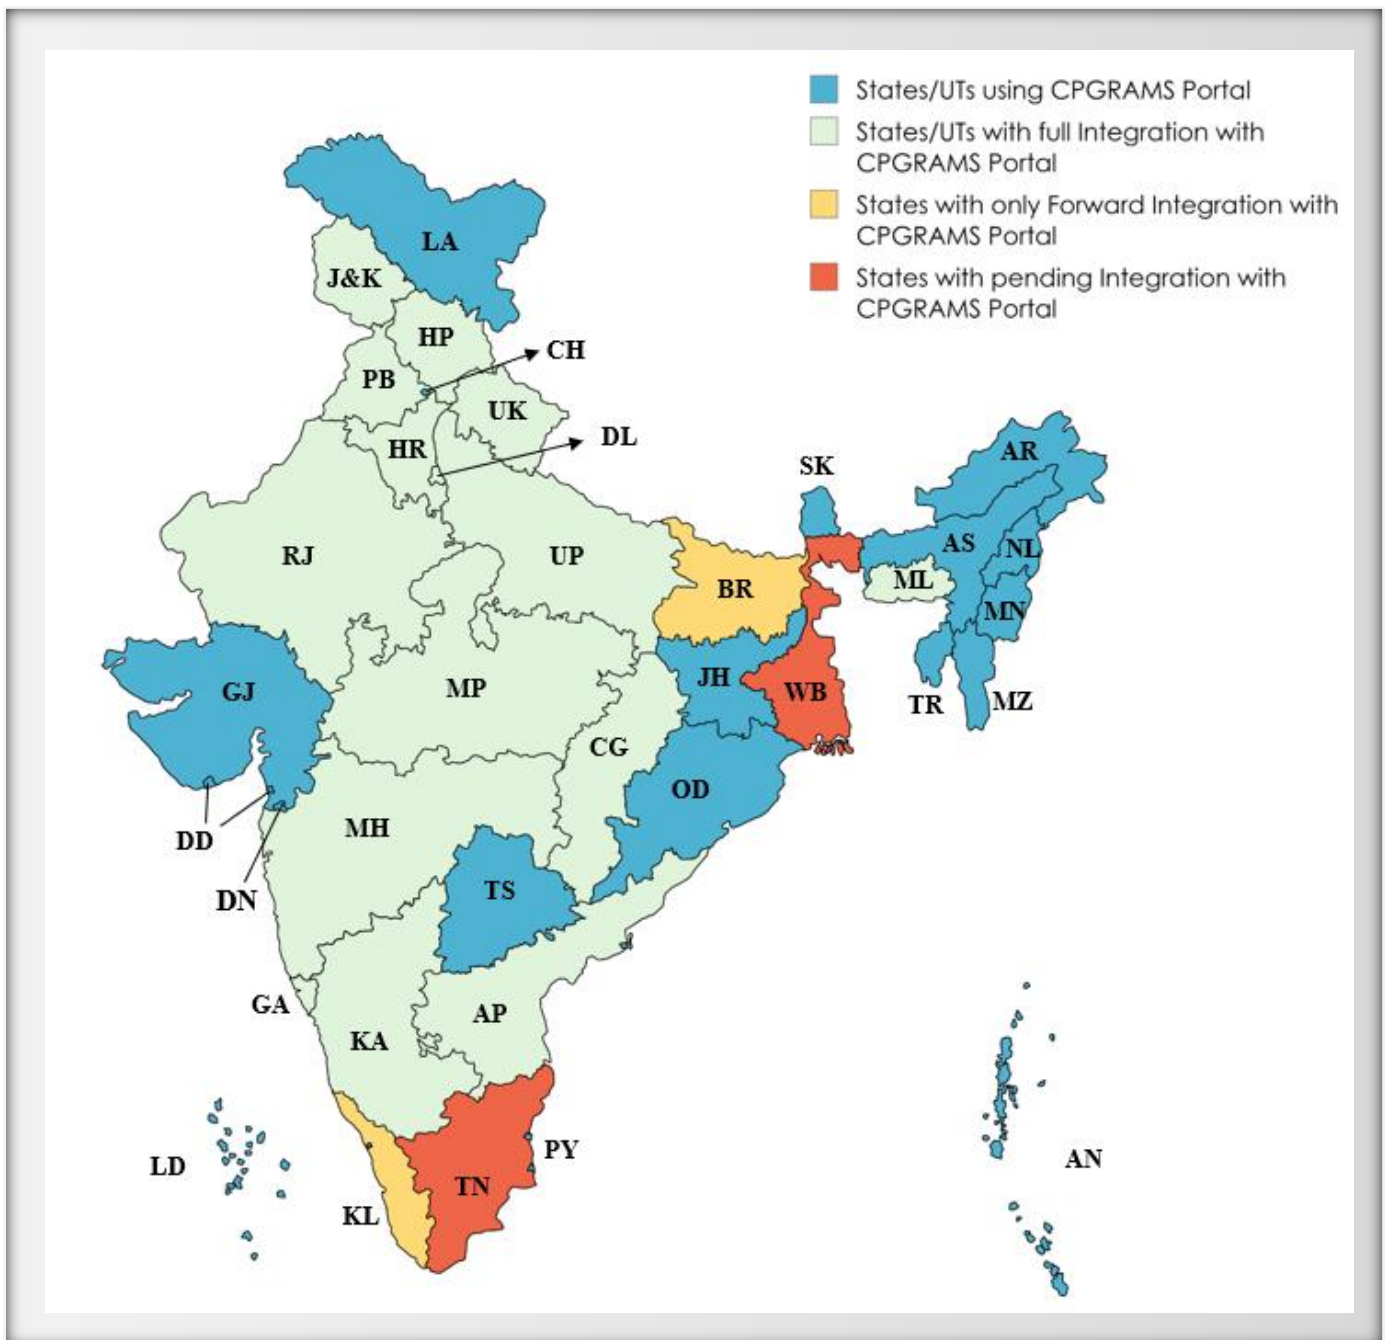 States/UTs using CPGRAMS Portal
States/UTs with full Integration with
CPGRAMS Portal
States with only Forward Integration with
CPGRAMS Portal
States with pending Integration with
CPGRAMS Portal
LA
J&K
HP
CH
PB
UK
DL
HR
SK
AR
RJ
UP
AS
NL
BR
ML
MN
GJ
MP
JH
WB
TR
MZ
CG
OD
MH
DD
TS
DN
GA
AP
KA
PY
LD
AN
TN
KL